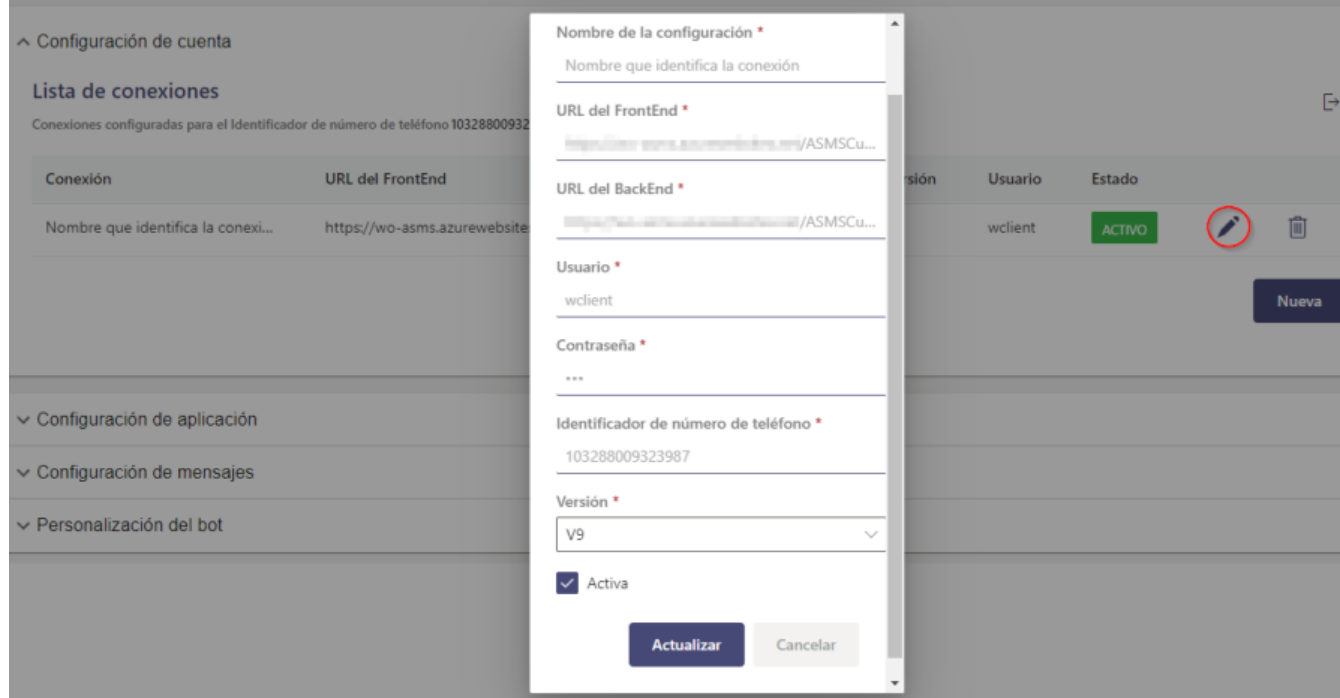 Configuración de cuenta
Lista de conexiones
Conexiones configuradas para el Identificador de número de teléfono 10328800932
Conexión URL del FrontEnd rsión Usuario Estado
Nombre que identifica la conexi... https://wo-asms.azurewebsite wclient ACTIVO
Nueva
Configuración de aplicación
Configuración de mensajes
Personalización del bot
Nombre de la configuración *
Nombre que identifica la conexión
URL del FrontEnd *
/ASMSCu...
URL del BackEnd *
/ASMSCu...
Usuario *
wclient
Contraseña *
***
Identificador de número de teléfono *
103288009323987
Versión *
V9
Activa
Actualizar Cancelar